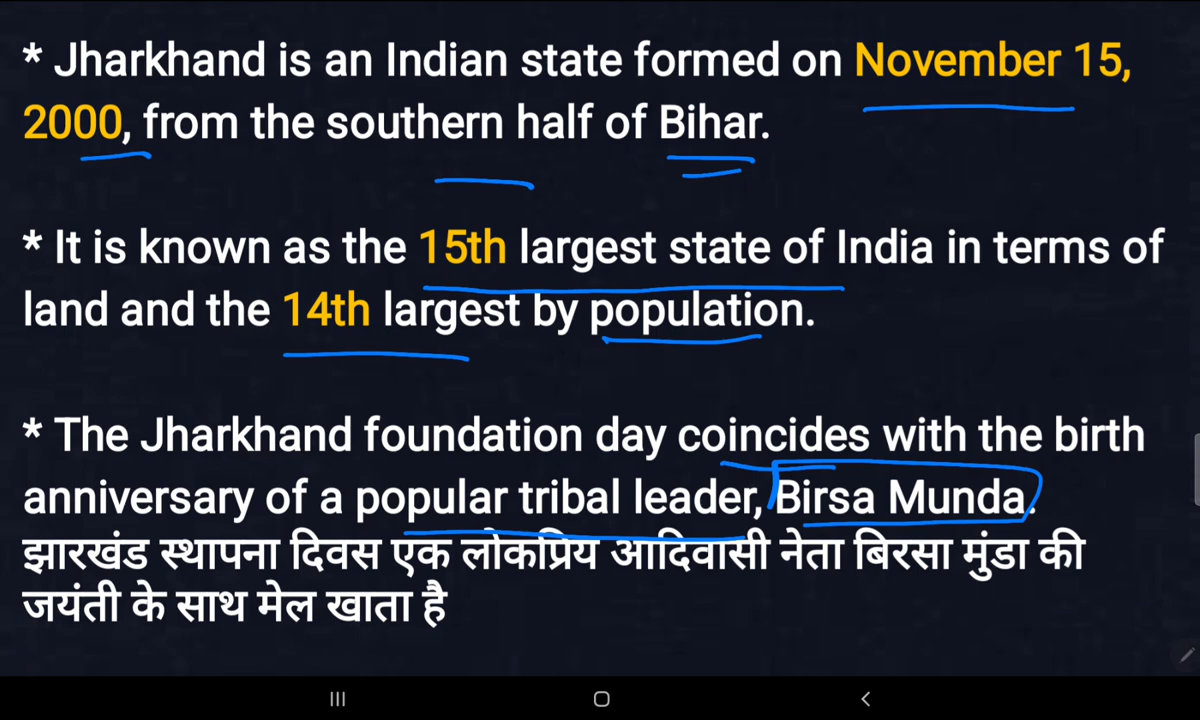 * Jharkhand is an Indian state formed on November 15,
2000, from the southern half of Bihar.
* It is known as the 15th largest state of India in terms of
land and the 14th largest by population.
* The Jharkhand foundation day coincides with the birth
anniversary of a popular tribal leader, Birsa Munda.
झारखंड स्थापना दिवस एक लोकप्रिय आदिवासी नेता बिरसा मुंडा की
जयंती के साथ मेल खाता है